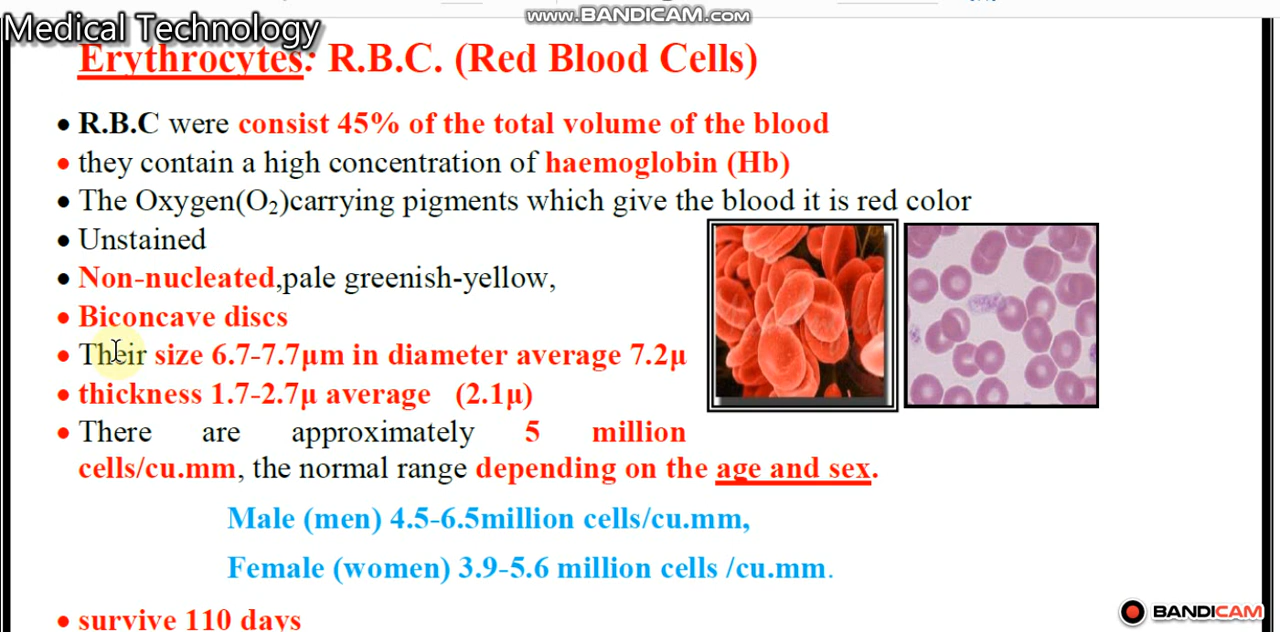 www.BANDICAM.com
Medical Technology
Erythrocytes: R.B.C. (Red Blood Cells)
• R.B.C were consist 45% of the total volume of the blood
• they contain a high concentration of haemoglobin (Hb)
• The Oxygen(O₂)carrying pigments which give the blood it is red color
• Unstained
• Non-nucleated,pale greenish-yellow,
• Biconcave discs
• Their size 6.7-7.7µm in diameter average 7.2µ
• thickness 1.7-2.7µ average (2.1µ)
• There are approximately 5 million
cells/cu.mm, the normal range depending on the age and sex.
Male (men) 4.5-6.5million cells/cu.mm,
Female (women) 3.9-5.6 million cells /cu.mm.
• survive 110 days
BANDICAM